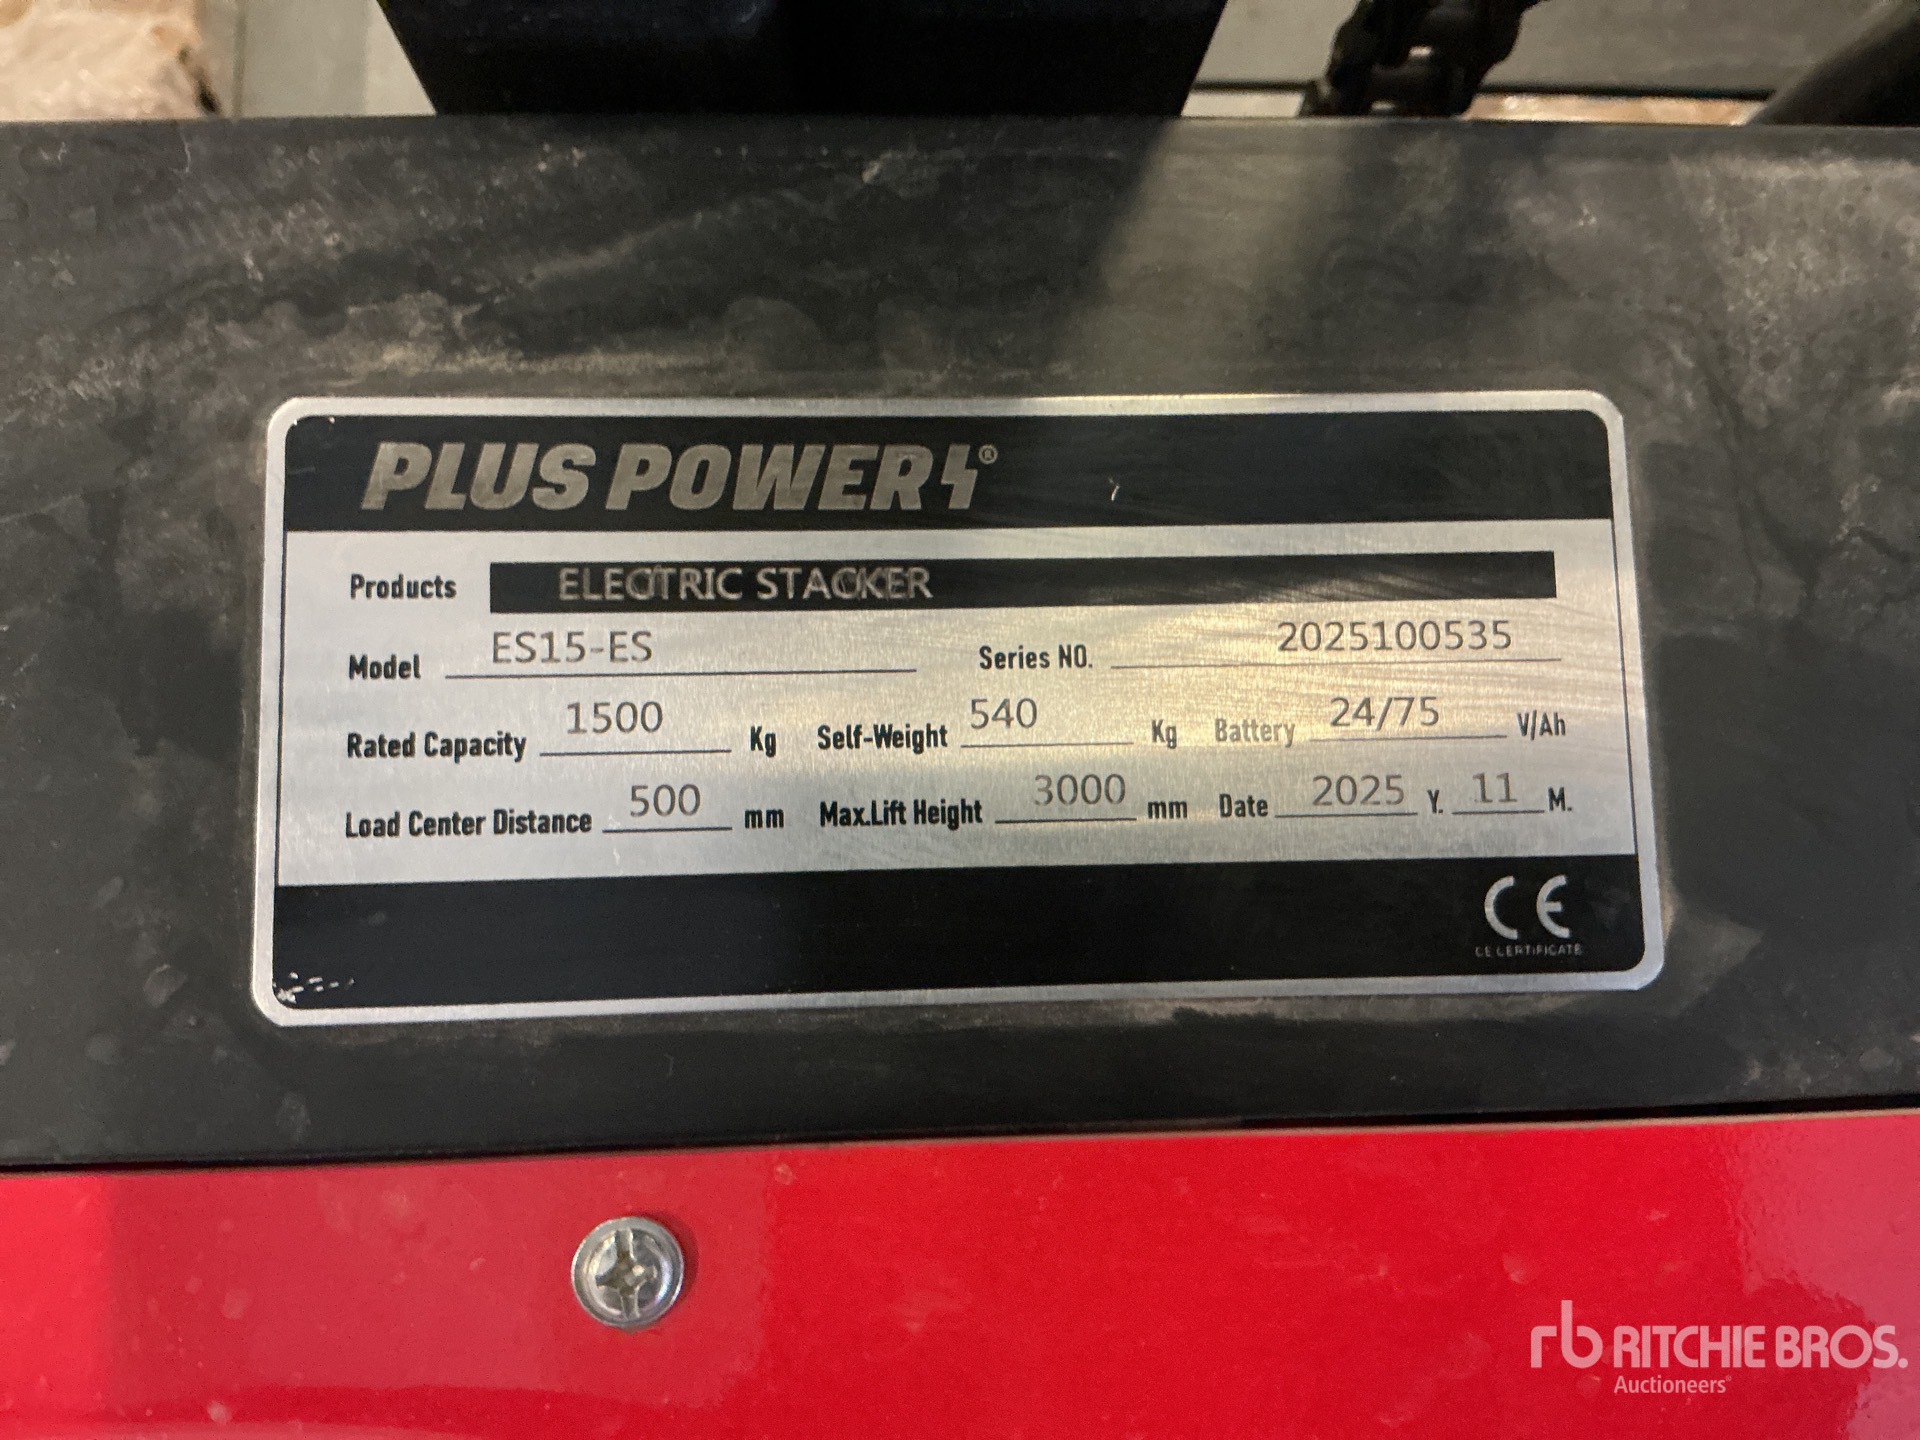 PLUS POWER®
Products ELECTRIC STACKER
Model ES15-ES Series NO. 2025100535
Rated Capacity 1500 Kg Self-Weight 540 Kg Battery 24/75 V/Ah
Load Center Distance 500 mm Max.Lift Height 3000 mm Date 2025 Y. 11 M.
CE
CE CERTIFICATE
rb RITCHIE BROS.
Auctioneers